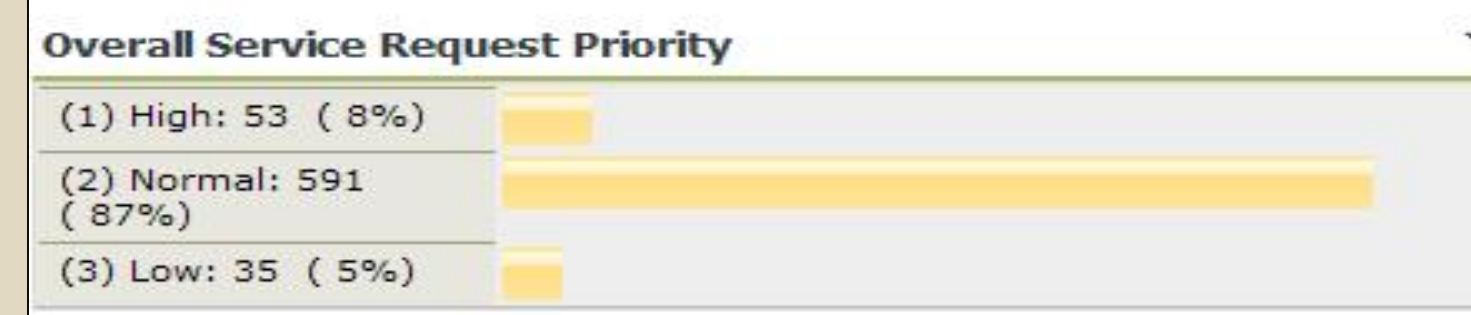 Overall Service Request Priority
(1) High: 53 ( 8%)
(2) Normal: 591
( 87%)
(3) Low: 35 ( 5%)